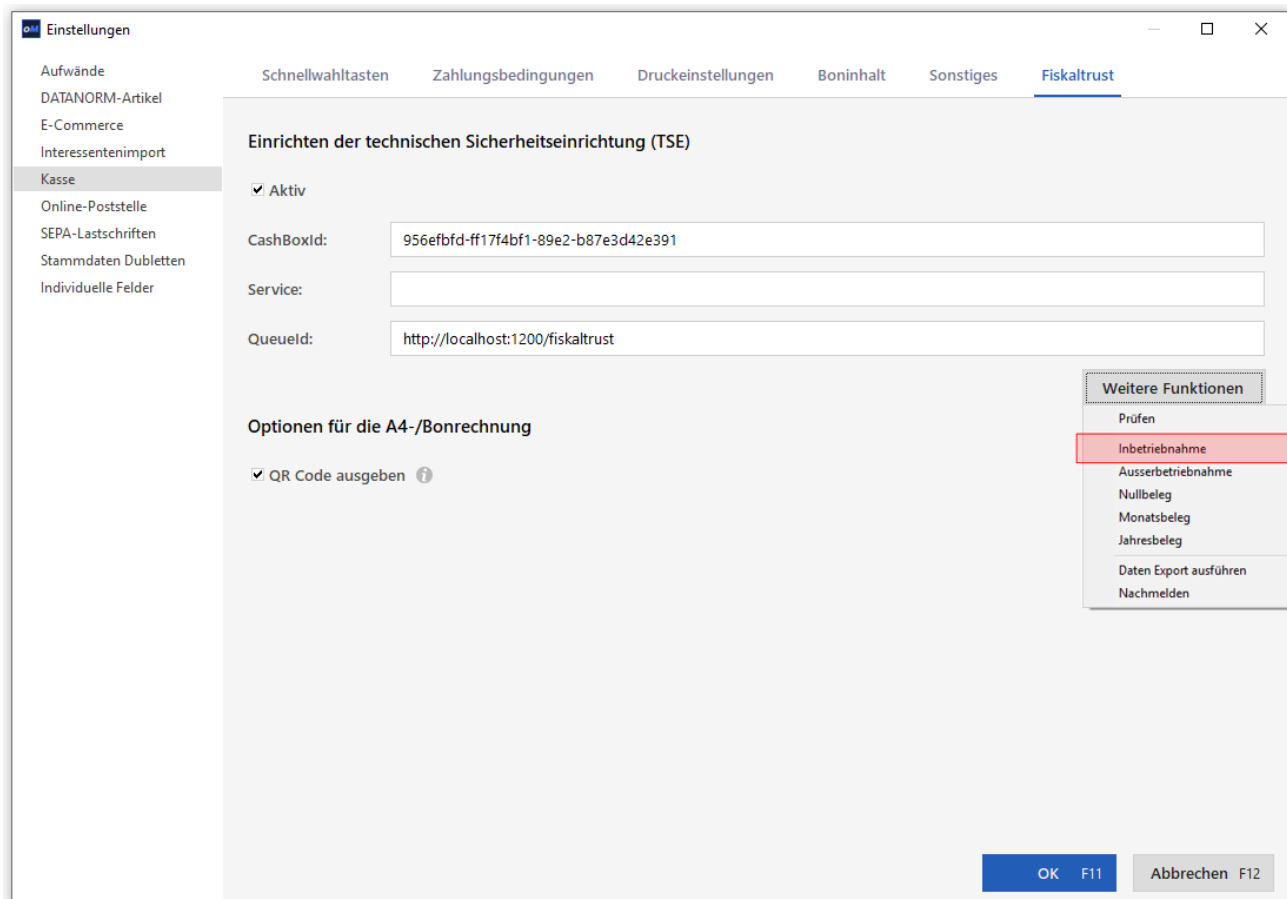 oM Einstellungen
Aufwände
DATANORM-Artikel
E-Commerce
Interessentenimport
Kasse
Online-Poststelle
SEPA-Lastschriften
Stammdaten Dubletten
Individuelle Felder
Schnellwahltasten Zahlungsbedingungen Druckeinstellungen Boninhalt Sonstiges Fiskaltrust
Einrichten der technischen Sicherheitseinrichtung (TSE)
Aktiv
CashBoxId: 956efbfd-ff17f4bf1-89e2-b87e3d42e391
Service:
QueueId: http://localhost:1200/fiskaltrust
Weitere Funktionen
Prüfen
Inbetriebnahme
Ausserbetriebnahme
Nullbeleg
Monatsbeleg
Jahresbeleg
Daten Export ausführen
Nachmelden
Optionen für die A4-/Bonrechnung
QR Code ausgeben i
OK F11 Abbrechen F12